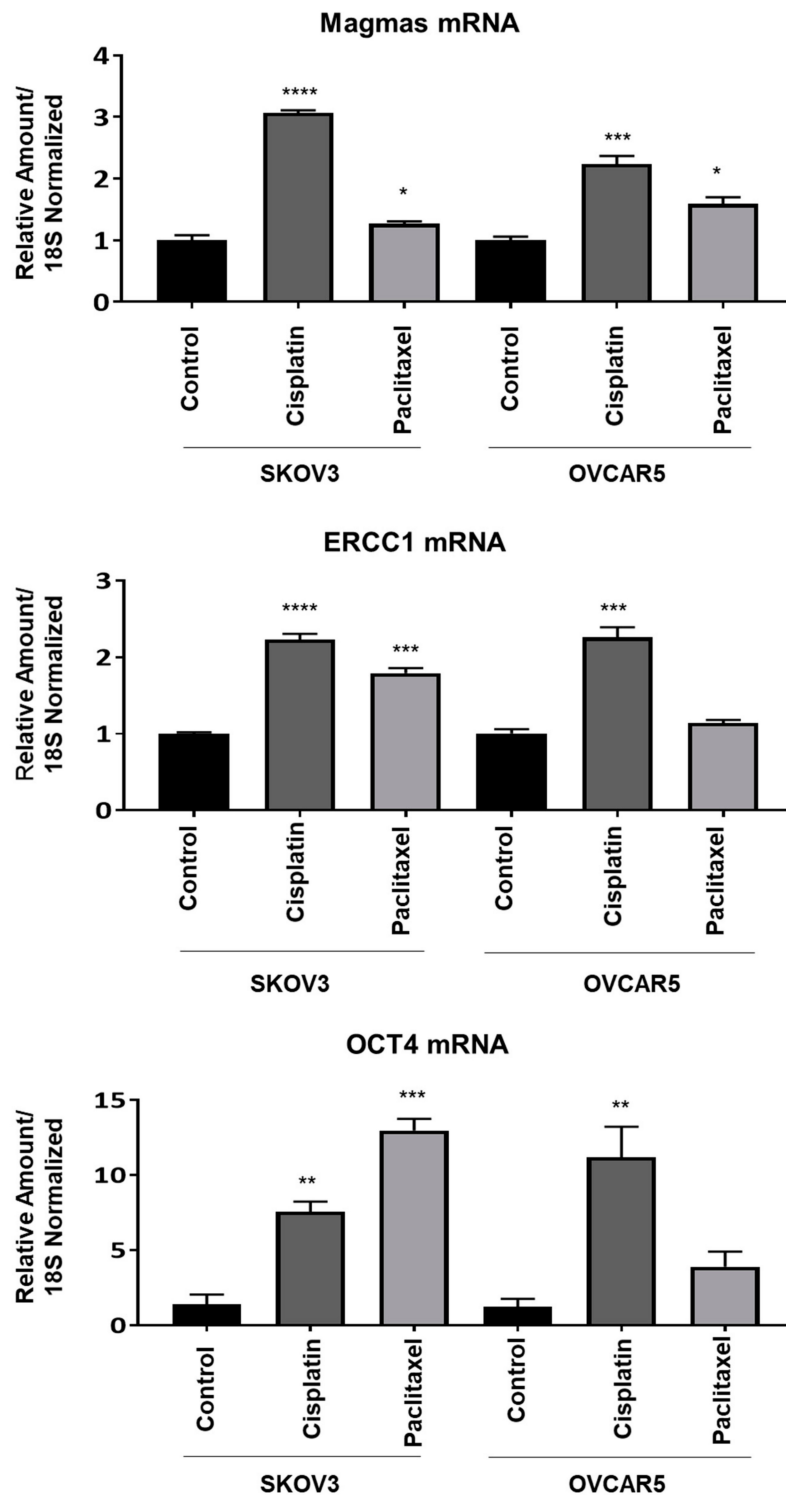 Magmas mRNA
Relative Amount/
18S Normalized
4
3
2
1
0
****
*
***
*
Control
Cisplatin
Paclitaxel
Control
Cisplatin
Paclitaxel
SKOV3
OVCAR5
ERCC1 mRNA
Relative Amount/
18S Normalized
3
2
1
0
****
***
***
Control
Cisplatin
Paclitaxel
Control
Cisplatin
Paclitaxel
SKOV3
OVCAR5
OCT4 mRNA
Relative Amount/
18S Normalized
15
10
5
0
**
***
**
Control
Cisplatin
Paclitaxel
Control
Cisplatin
Paclitaxel
SKOV3
OVCAR5